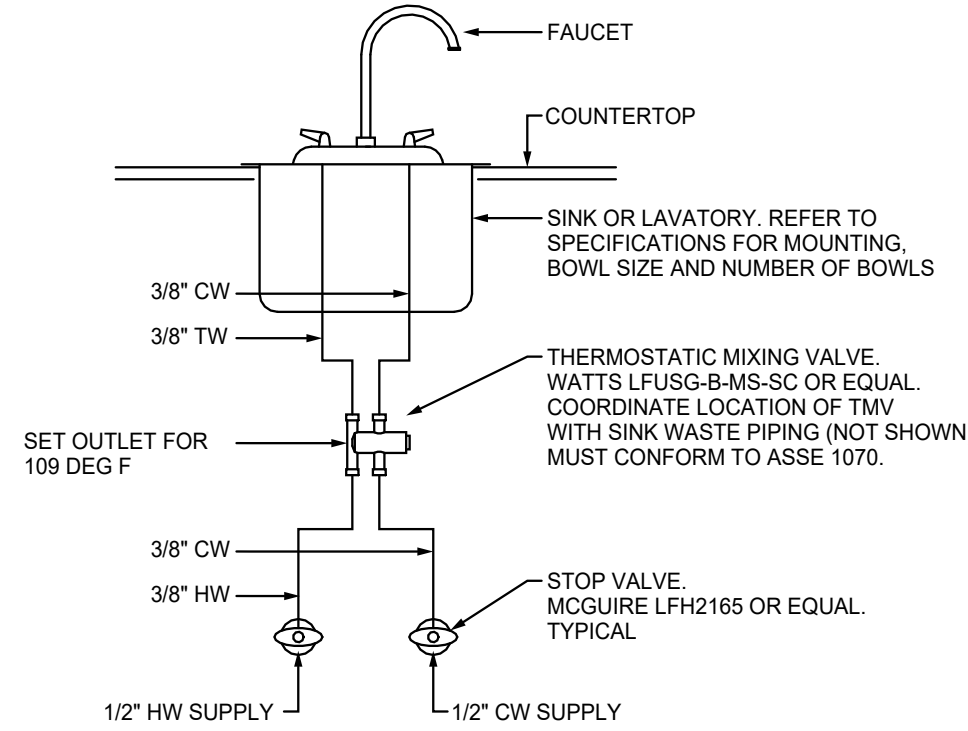 FAUCET
COUNTERTOP
SINK OR LAVATORY. REFER TO
SPECIFICATIONS FOR MOUNTING,
BOWL SIZE AND NUMBER OF BOWLS
3/8" CW
3/8" TW
THERMOSTATIC MIXING VALVE.
WATTS LFUSG-B-MS-SC OR EQUAL.
COORDINATE LOCATION OF TMV
WITH SINK WASTE PIPING (NOT SHOWN
MUST CONFORM TO ASSE 1070.
SET OUTLET FOR
109 DEG F
3/8" CW
3/8" HW
STOP VALVE.
MCGUIRE LFH2165 OR EQUAL.
TYPICAL
1/2" HW SUPPLY
1/2" CW SUPPLY